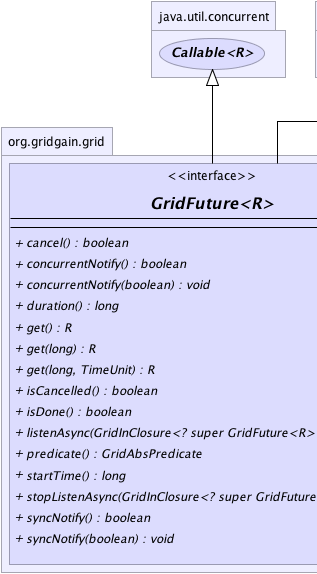 java.util.concurrent
Callable<R>
org.gridgain.grid
<<interface>>
GridFuture<R>
+ cancel() : boolean
+ concurrentNotify() : boolean
+ concurrentNotify(boolean) : void
+ duration() : long
+ get() : R
+ get(long) : R
+ get(long, TimeUnit) : R
+ isCancelled() : boolean
+ isDone() : boolean
+ listenAsync(GridInClosure<? super GridFuture<R>
+ predicate() : GridAbsPredicate
+ startTime() : long
+ stopListenAsync(GridInClosure<? super GridFuture
+ syncNotify() : boolean
+ syncNotify(boolean) : void